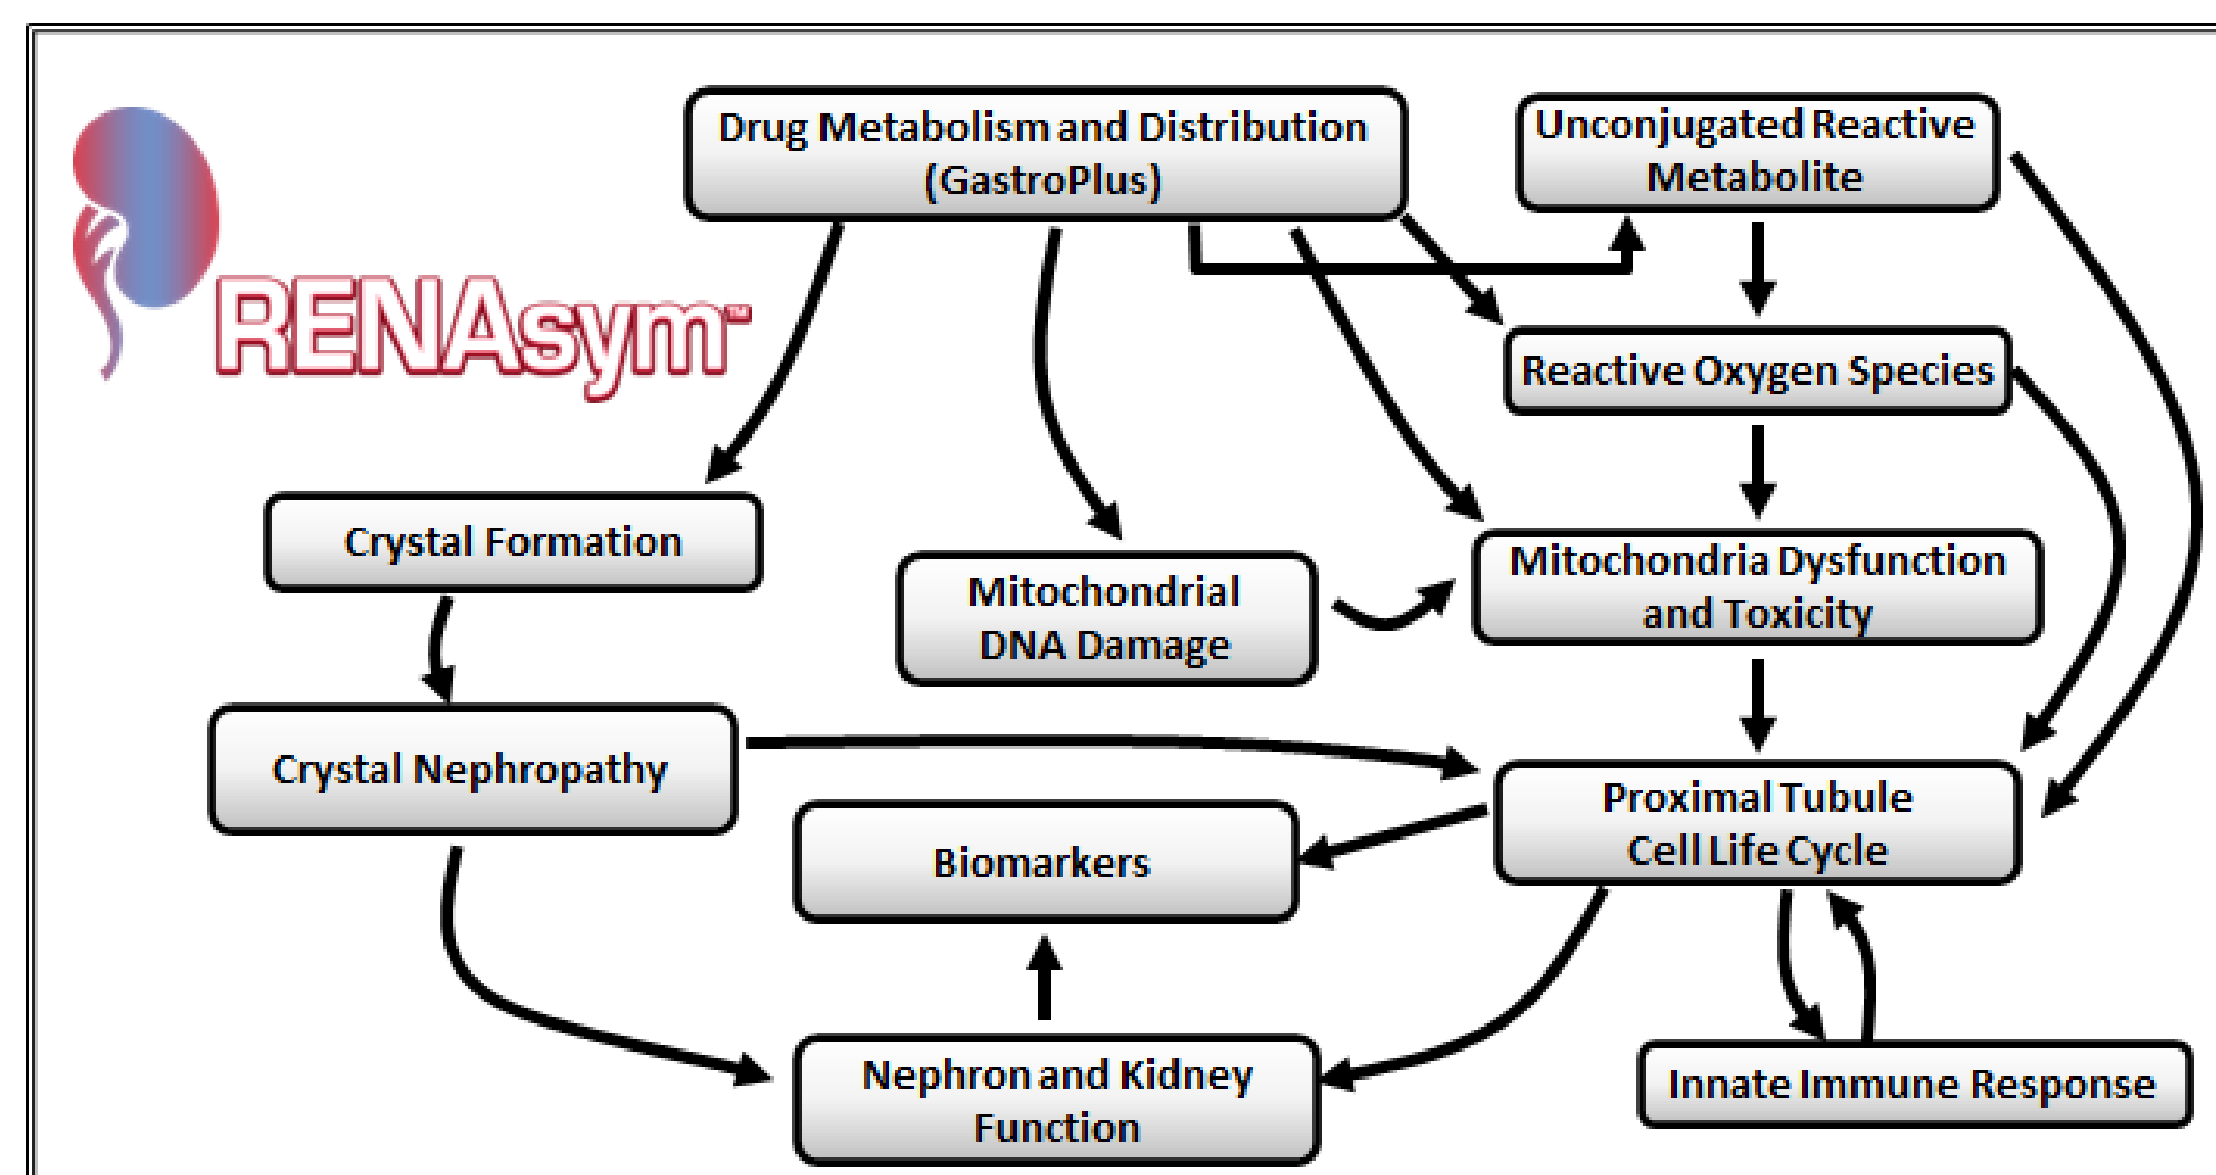 Drug Metabolism and Distribution
(GastroPlus)
Unconjugated Reactive
Metabolite
RENAsym™
Reactive Oxygen Species
Crystal Formation
Mitochondrial
DNA Damage
Mitochondria Dysfunction
and Toxicity
Crystal Nephropathy
Proximal Tubule
Cell Life Cycle
Biomarkers
Nephron and Kidney
Function
Innate Immune Response